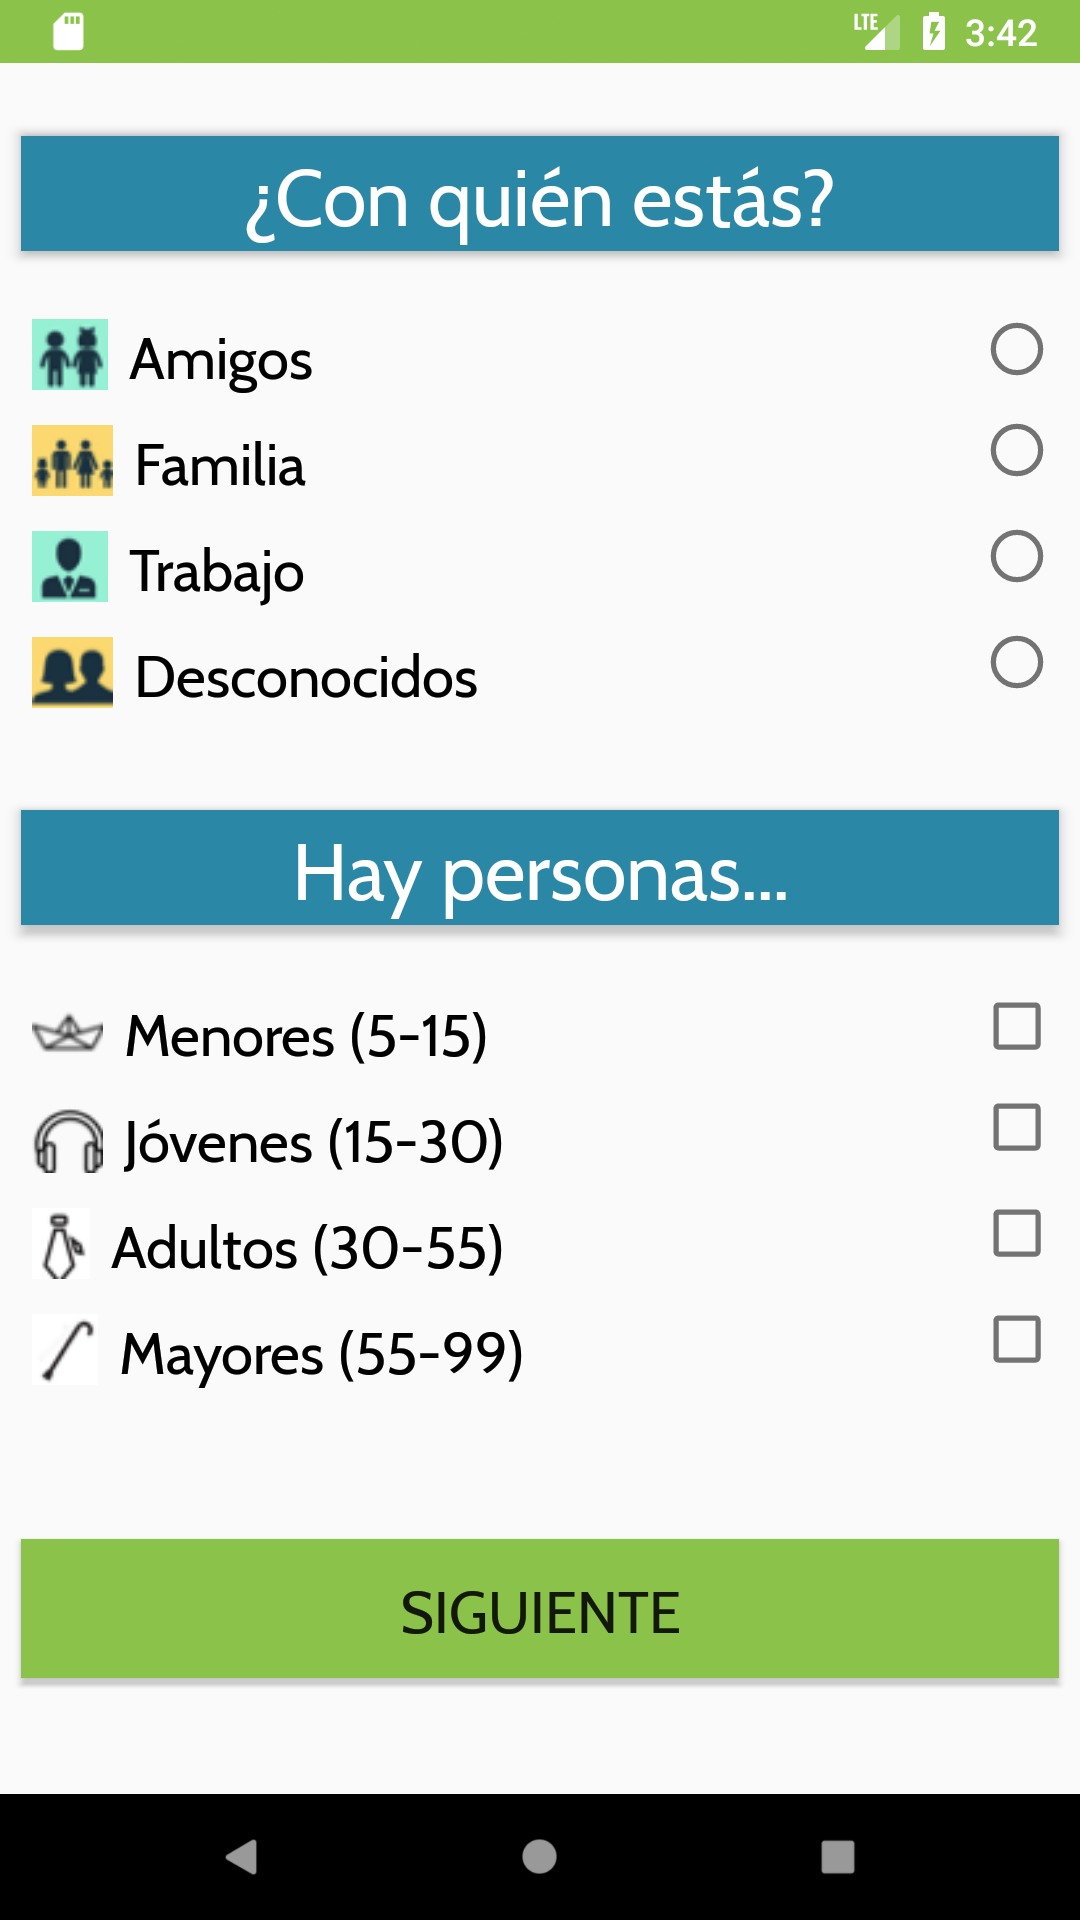 LTE 3:42
¿Con quién estás?
Amigos
Familia
Trabajo
Desconocidos
Hay personas...
Menores (5-15)
Jóvenes (15-30)
Adultos (30-55)
Mayores (55-99)
SIGUIENTE